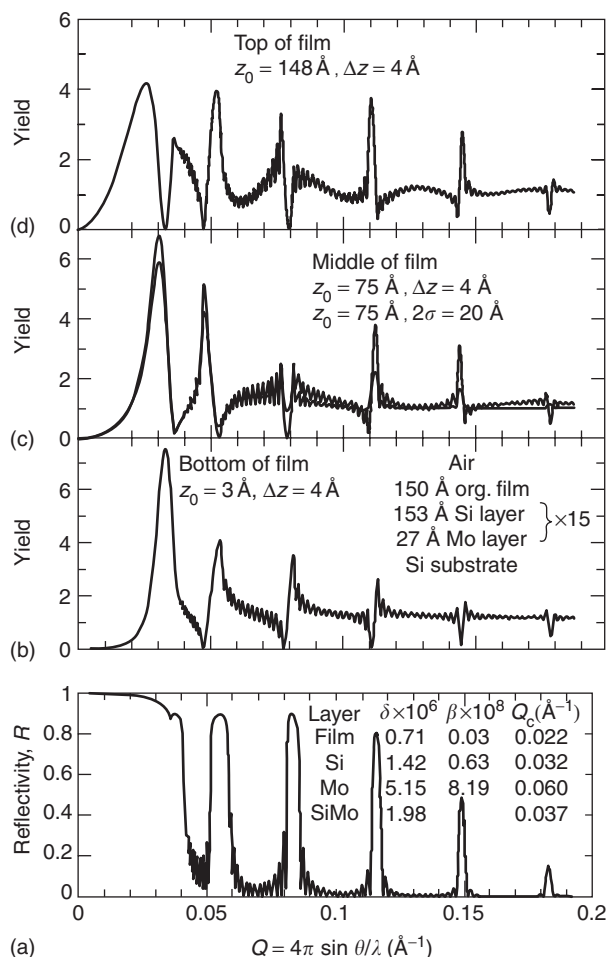 Top of film
z₀ = 148 Å, Δz = 4 Å
Yield
6
4
2
0
(d)
Middle of film
z₀ = 75 Å, Δz = 4 Å
z₀ = 75 Å, 2σ = 20 Å
Yield
6
4
2
0
(c)
Bottom of film
z₀ = 3 Å, Δz = 4 Å
Air
150 Å org. film
153 Å Si layer
27 Å Mo layer
}×15
Si substrate
Yield
6
4
2
0
(b)
Layer δ×10⁶ β×10⁸ Q꜀(Å⁻¹)
Film 0.71 0.03 0.022
Si 1.42 0.63 0.032
Mo 5.15 8.19 0.060
SiMo 1.98 0.037
Reflectivity, R
1
0.8
0.6
0.4
0.2
0
0 0.05 0.1 0.15 0.2
(a)
Q = 4π sin θ/λ (Å⁻¹)